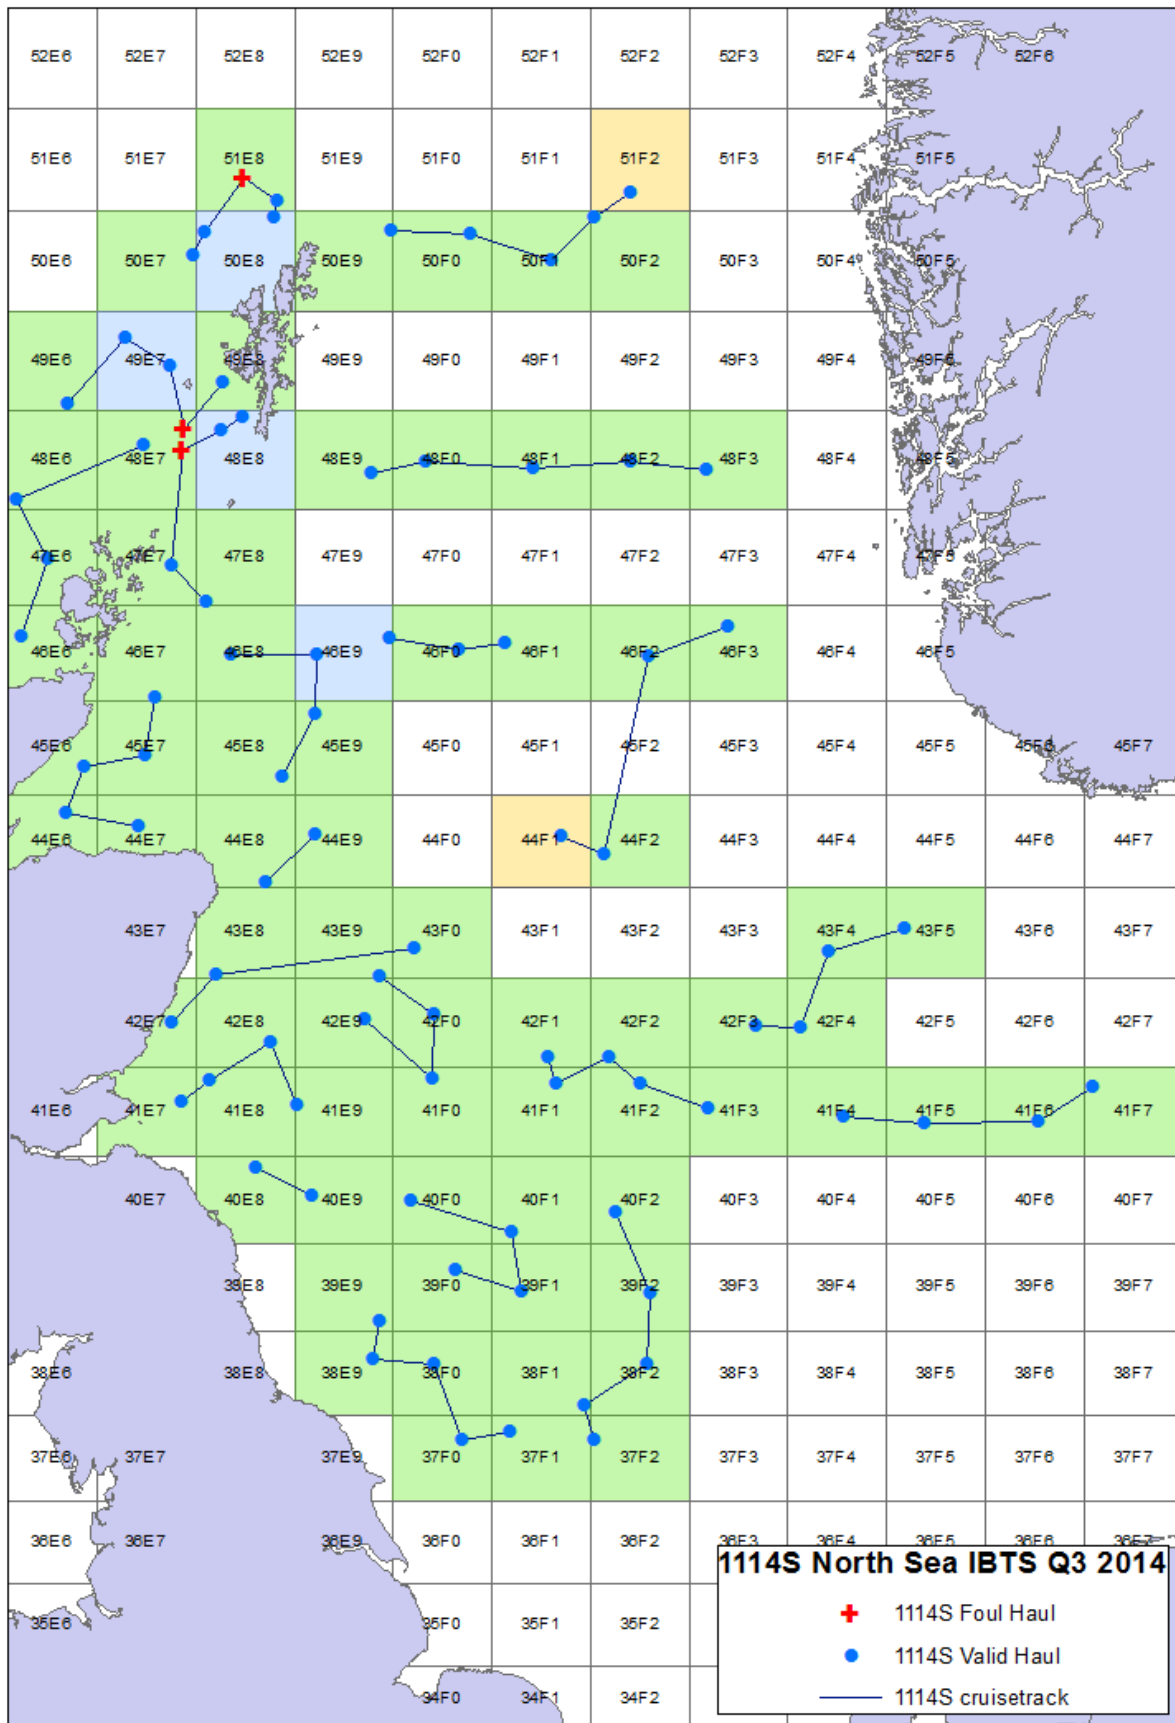 52E6 52E7 52E8 52E9 52F0 52F1 52F2 52F3 52F4 52F5 52F6
51E6 51E7 51E8 51E9 51F0 51F1 51F2 51F3 51F4 51F5
50E6 50E7 50E8 50E9 50F0 50F1 50F2 50F3 50F4 50F5
49E6 49E7 49E8 49E9 49F0 49F1 49F2 49F3 49F4 49F5
48E6 48E7 48E8 48E9 48F0 48F1 48F2 48F3 48F4 48F5
47E6 47E7 47E8 47E9 47F0 47F1 47F2 47F3 47F4 47F5
46E6 46E7 46E8 46E9 46F0 46F1 46F2 46F3 46F4 46F5
45E6 45E7 45E8 45E9 45F0 45F1 45F2 45F3 45F4 45F5 45F6 45F7
44E6 44E7 44E8 44E9 44F0 44F1 44F2 44F3 44F4 44F5 44F6 44F7
43E7 43E8 43E9 43F0 43F1 43F2 43F3 43F4 43F5 43F6 43F7
42E7 42E8 42E9 42F0 42F1 42F2 42F3 42F4 42F5 42F6 42F7
41E6 41E7 41E8 41E9 41F0 41F1 41F2 41F3 41F4 41F5 41F6 41F7
40E7 40E8 40E9 40F0 40F1 40F2 40F3 40F4 40F5 40F6 40F7
39E8 39E9 39F0 39F1 39F2 39F3 39F4 39F5 39F6 39F7
38E6 38E8 38E9 38F0 38F1 38F2 38F3 38F4 38F5 38F6 38F7
37E6 37E7 37E9 37F0 37F1 37F2 37F3 37F4 37F5 37F6 37F7
36E6 36E7 36E9 36F0 36F1 36F2 36F3 36F4 36F5 36F6 36F7
35E6 35F0 35F1 35F2
34F0 34F1 34F2
1114S North Sea IBTS Q3 2014
1114S Foul Haul
1114S Valid Haul
1114S cruisetrack